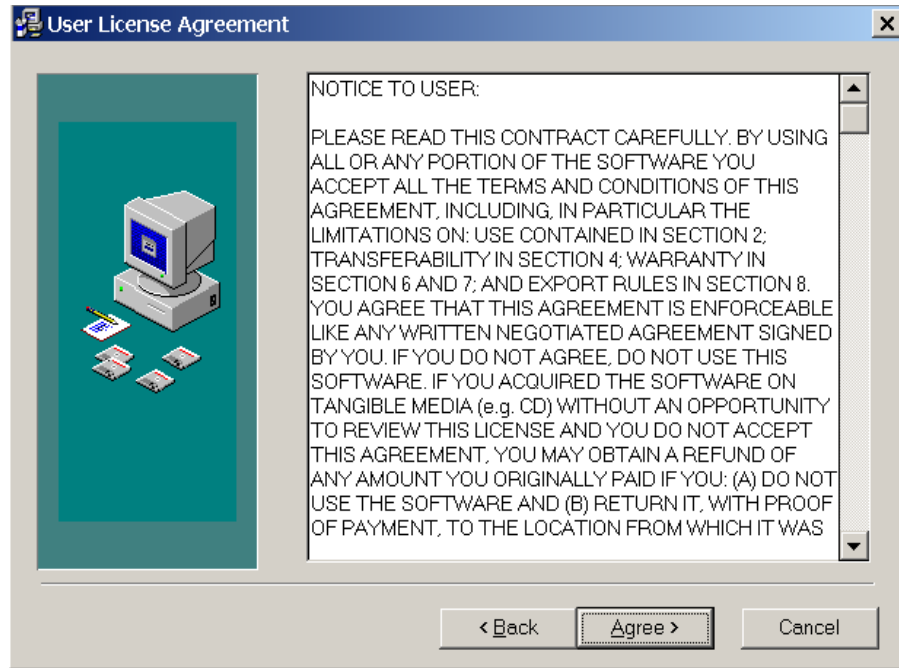 User License Agreement
NOTICE TO USER:
PLEASE READ THIS CONTRACT CAREFULLY. BY USING
ALL OR ANY PORTION OF THE SOFTWARE YOU
ACCEPT ALL THE TERMS AND CONDITIONS OF THIS
AGREEMENT, INCLUDING, IN PARTICULAR THE
LIMITATIONS ON: USE CONTAINED IN SECTION 2;
TRANSFERABILITY IN SECTION 4; WARRANTY IN
SECTION 6 AND 7; AND EXPORT RULES IN SECTION 8.
YOU AGREE THAT THIS AGREEMENT IS ENFORCEABLE
LIKE ANY WRITTEN NEGOTIATED AGREEMENT SIGNED
BY YOU. IF YOU DO NOT AGREE, DO NOT USE THIS
SOFTWARE. IF YOU ACQUIRED THE SOFTWARE ON
TANGIBLE MEDIA (e.g. CD) WITHOUT AN OPPORTUNITY
TO REVIEW THIS LICENSE AND YOU DO NOT ACCEPT
THIS AGREEMENT, YOU MAY OBTAIN A REFUND OF
ANY AMOUNT YOU ORIGINALLY PAID IF YOU: (A) DO NOT
USE THE SOFTWARE AND (B) RETURN IT, WITH PROOF
OF PAYMENT, TO THE LOCATION FROM WHICH IT WAS
< Back Agree > Cancel